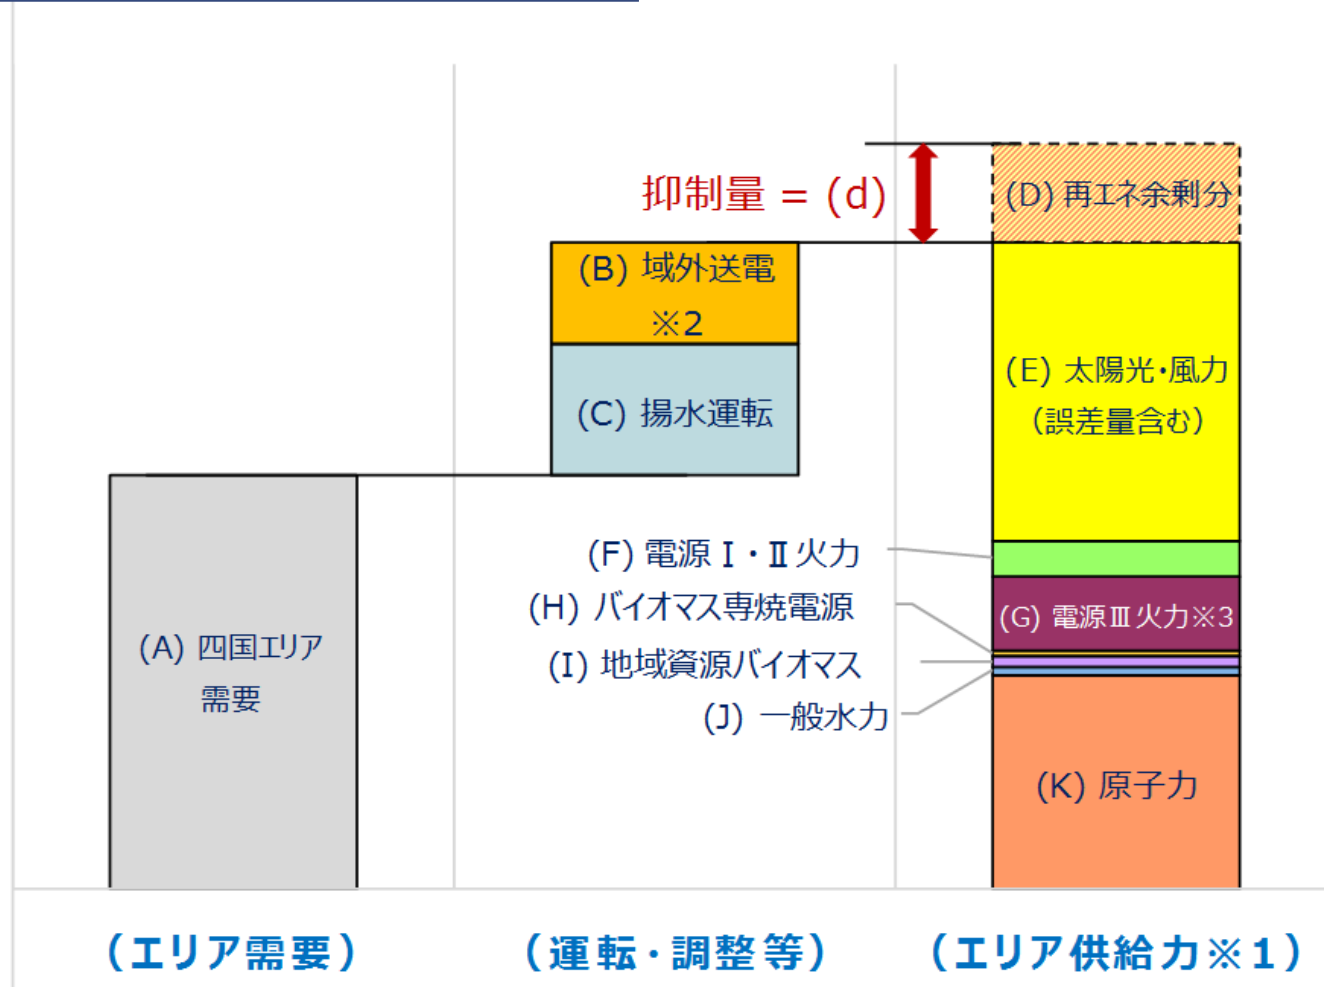 抑制量 = (d)
(D) 再エネ余剰分
(B) 域外送電
※2
(E) 太陽光・風力
（誤差量含む）
(C) 揚水運転
(F) 電源Ⅰ・Ⅱ火力
(H) バイオマス専焼電源
(G) 電源Ⅲ火力※3
(A) 四国エリア
需要
(I) 地域資源バイオマス
(J) 一般水力
(K) 原子力
（エリア需要）
（運転・調整等）
（エリア供給力※1）